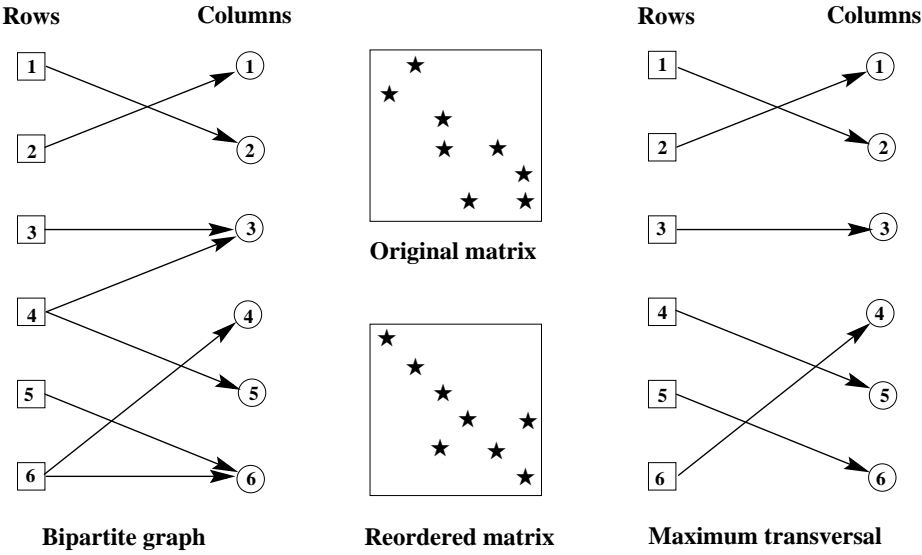 Rows Columns
1 1
2 2
3 3
4 4
5 5
6 6
Bipartite graph
Original matrix
Reordered matrix
Rows Columns
1 1
2 2
3 3
4 4
5 5
6 6
Maximum transversal